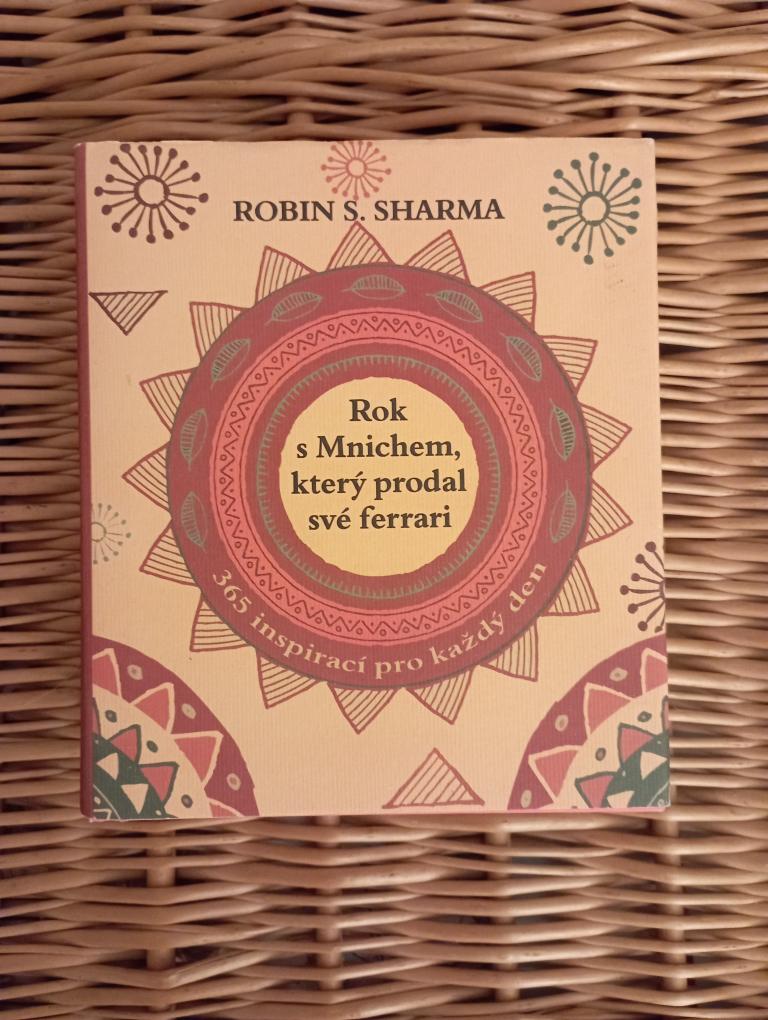 ROBIN S. SHARMA
Rok
s Mnichem,
který prodal
své ferrari
365 inspirací pro každý den